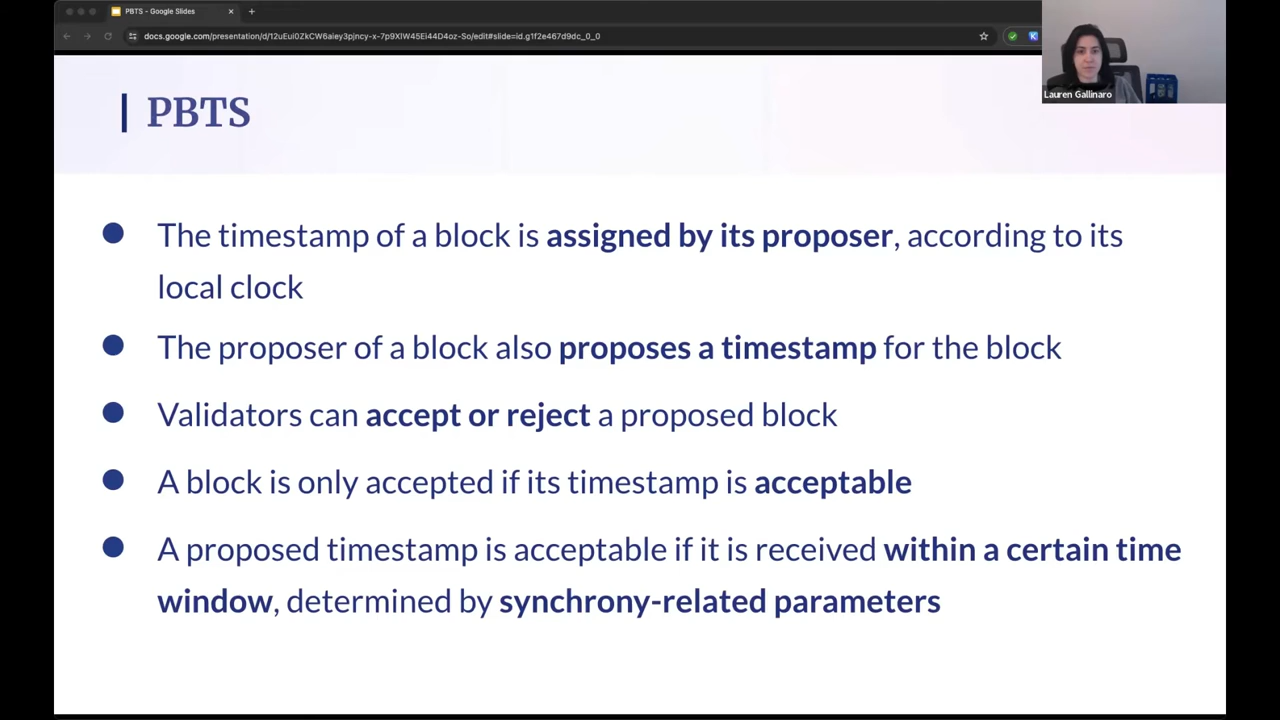 PBTS - Google Slides
docs.google.com/presentation/d/12uEui0ZkCW6aley3pjncy-x-7p9XlW45Ei44D4oz-So/edit#slide=id.g1f2e467d9dc_0_0
Lauren Gallinaro
PBTS
The timestamp of a block is assigned by its proposer, according to its
local clock
The proposer of a block also proposes a timestamp for the block
Validators can accept or reject a proposed block
A block is only accepted if its timestamp is acceptable
A proposed timestamp is acceptable if it is received within a certain time
window, determined by synchrony-related parameters